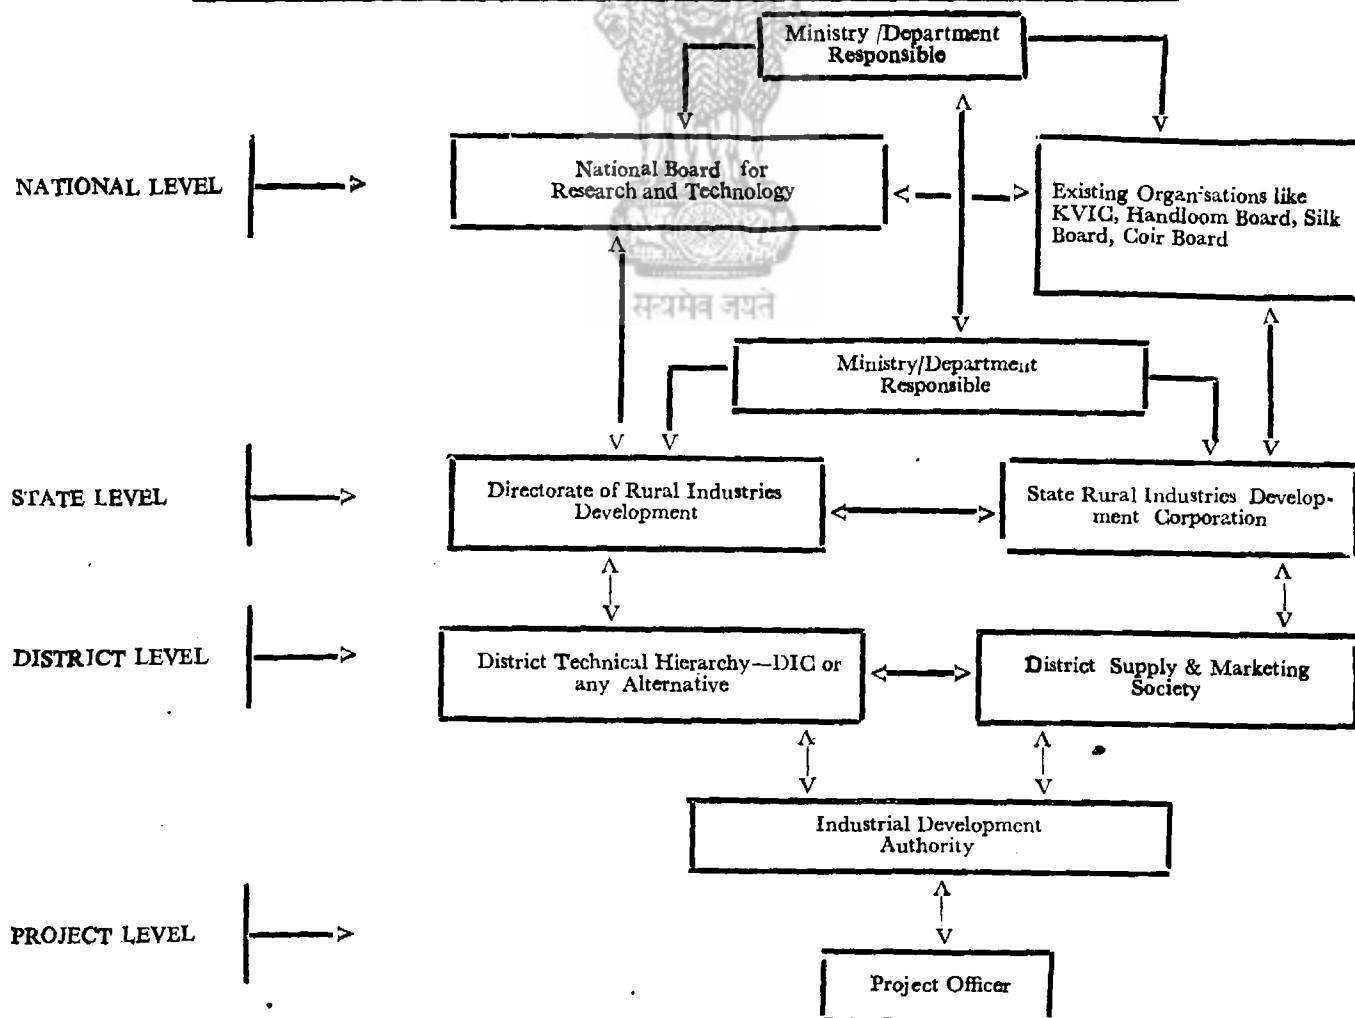 Ministry /Department
Responsible
NATIONAL LEVEL
National Board for
Research and Technology
Existing Organisations like
KVIC, Handloom Board, Silk
Board, Coir Board
सत्यमेव जयते
Ministry/Department
Responsible
STATE LEVEL
Directorate of Rural Industries
Development
State Rural Industries Develop-
ment Corporation
DISTRICT LEVEL
District Technical Hierarchy—DIC or
any Alternative
District Supply & Marketing
Society
Industrial Development
Authority
PROJECT LEVEL
Project Officer